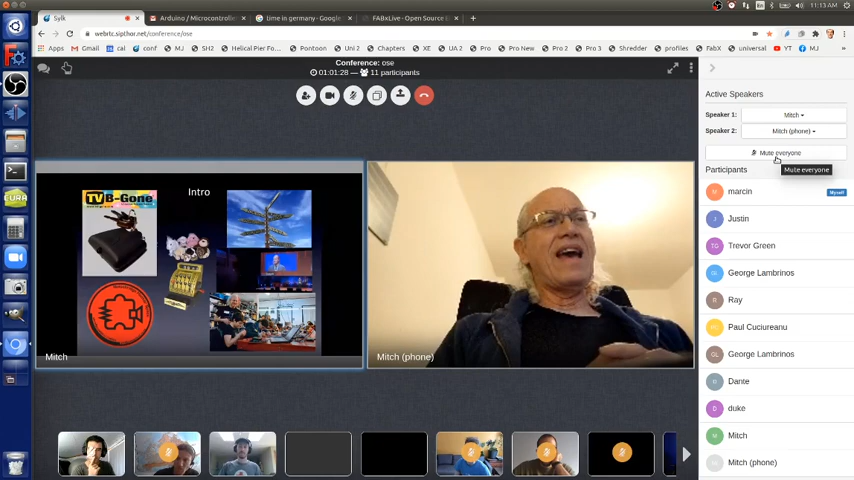 11:13 AM
Sylk
Arduino / Microcontrolle
lime in germany - Google
FABxLive - Open Source E
webrtc.sipthor.net/conference/ose
Apps
Gmail
cal
conf
MJ
SH2
Helical Pier Fo
Pontoon
Uni 2
Chapters
XE
UA 2
Pro
Pro New
Pro 2
Pro 3
Shredder
profiles
FabX
universal
YT
MJ
Conference: ose
01:01:28 - 11 participants
Active Speakers
Speaker 1:
Mitch
Speaker 2:
Mitch (phone)
Mute everyone
Mute everyone
Participants
M
marcin
Myself
J
Justin
T
Trevor Green
G
George Lambrinos
R
Ray
P
Paul Cuciureanu
G
George Lambrinos
D
Dante
D
duke
M
Mitch
M
Mitch (phone)
TV B-Gone
Intro
Mitch
Mitch (phone)
CURA